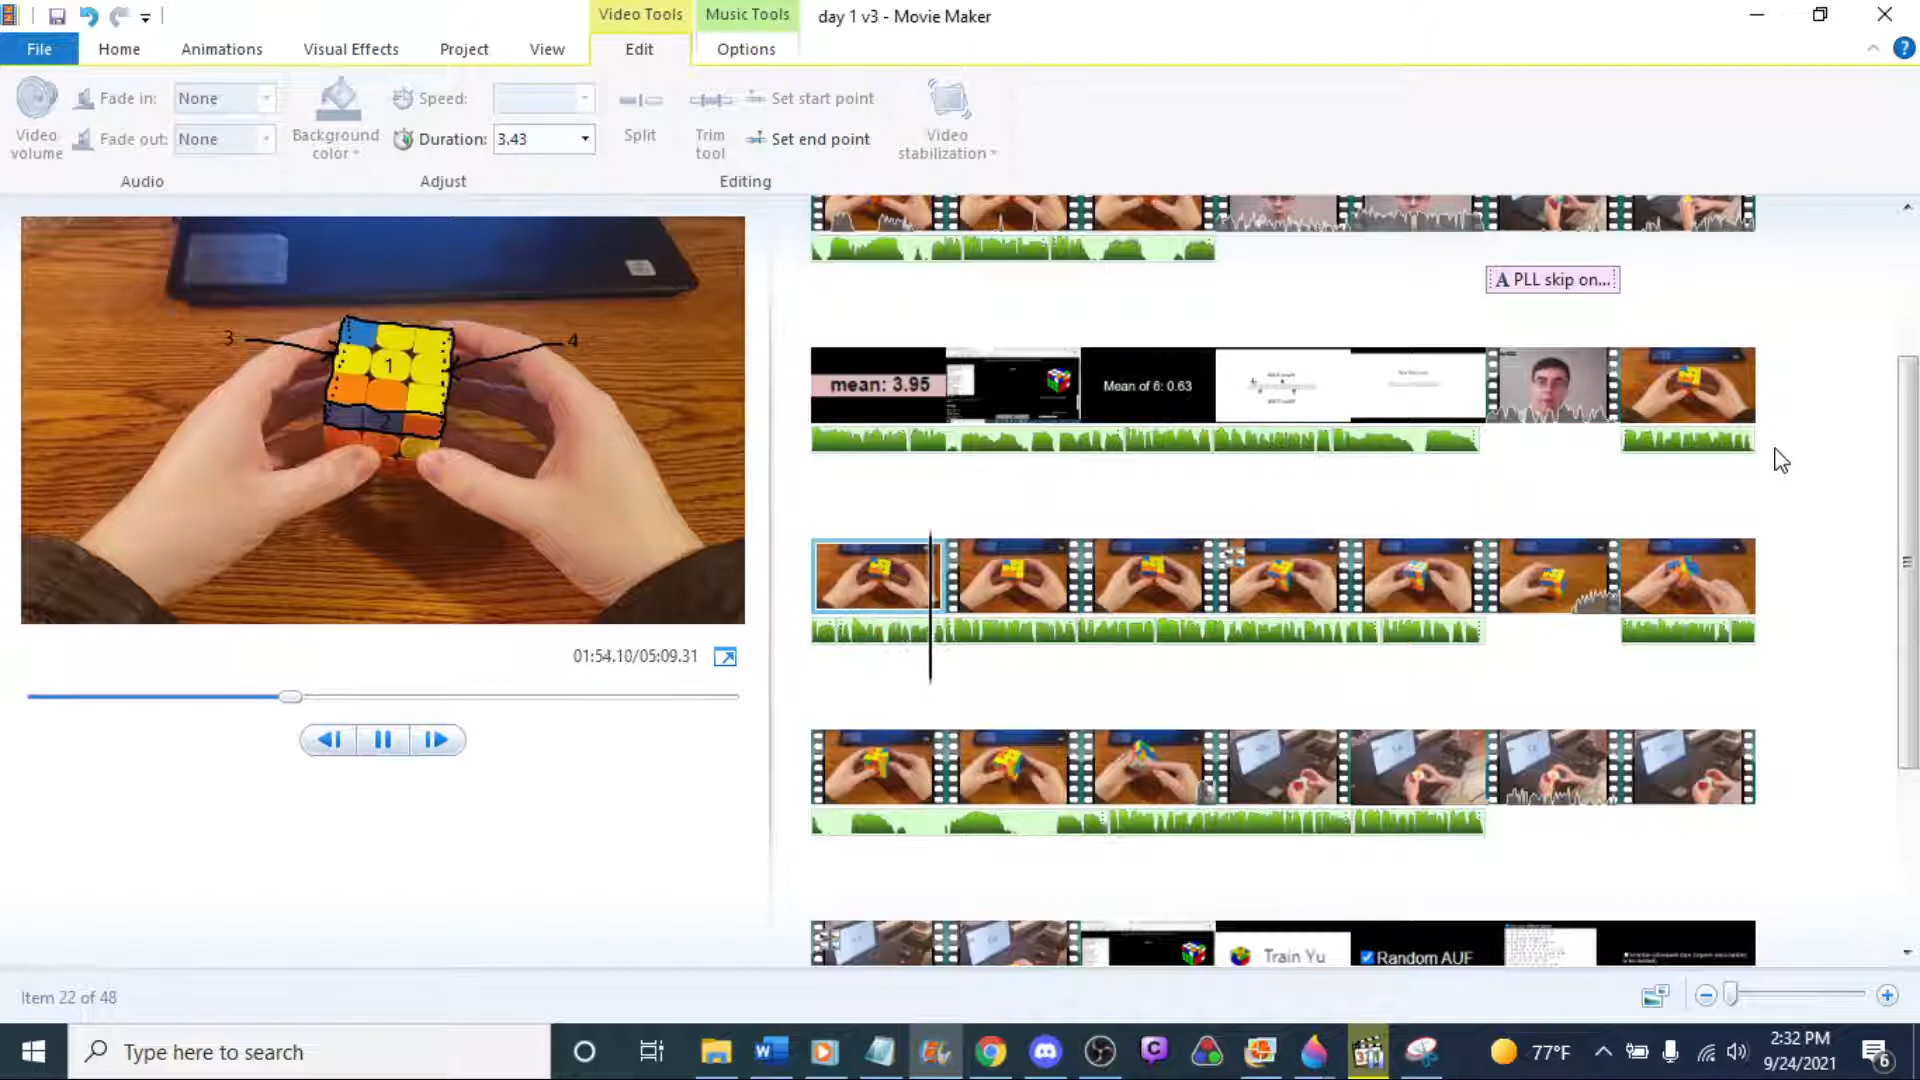 Video Tools
Music Tools
day 1 v3 - Movie Maker
File
Home
Animations
Visual Effects
Project
View
Edit
Options
Video volume
Fade in: None
Fade out: None
Background color
Speed:
Duration: 3.43
Split
Trim tool
Set start point
Set end point
Video stabilization
Audio
Adjust
Editing
3
4
1
2
01:54.10/05:09.31
A PLL skip on...
mean: 3.95
Mean of 6: 0.63
Train Yu
Random AUF
Item 22 of 48
Type here to search
77°F
2:32 PM
9/24/2021
6